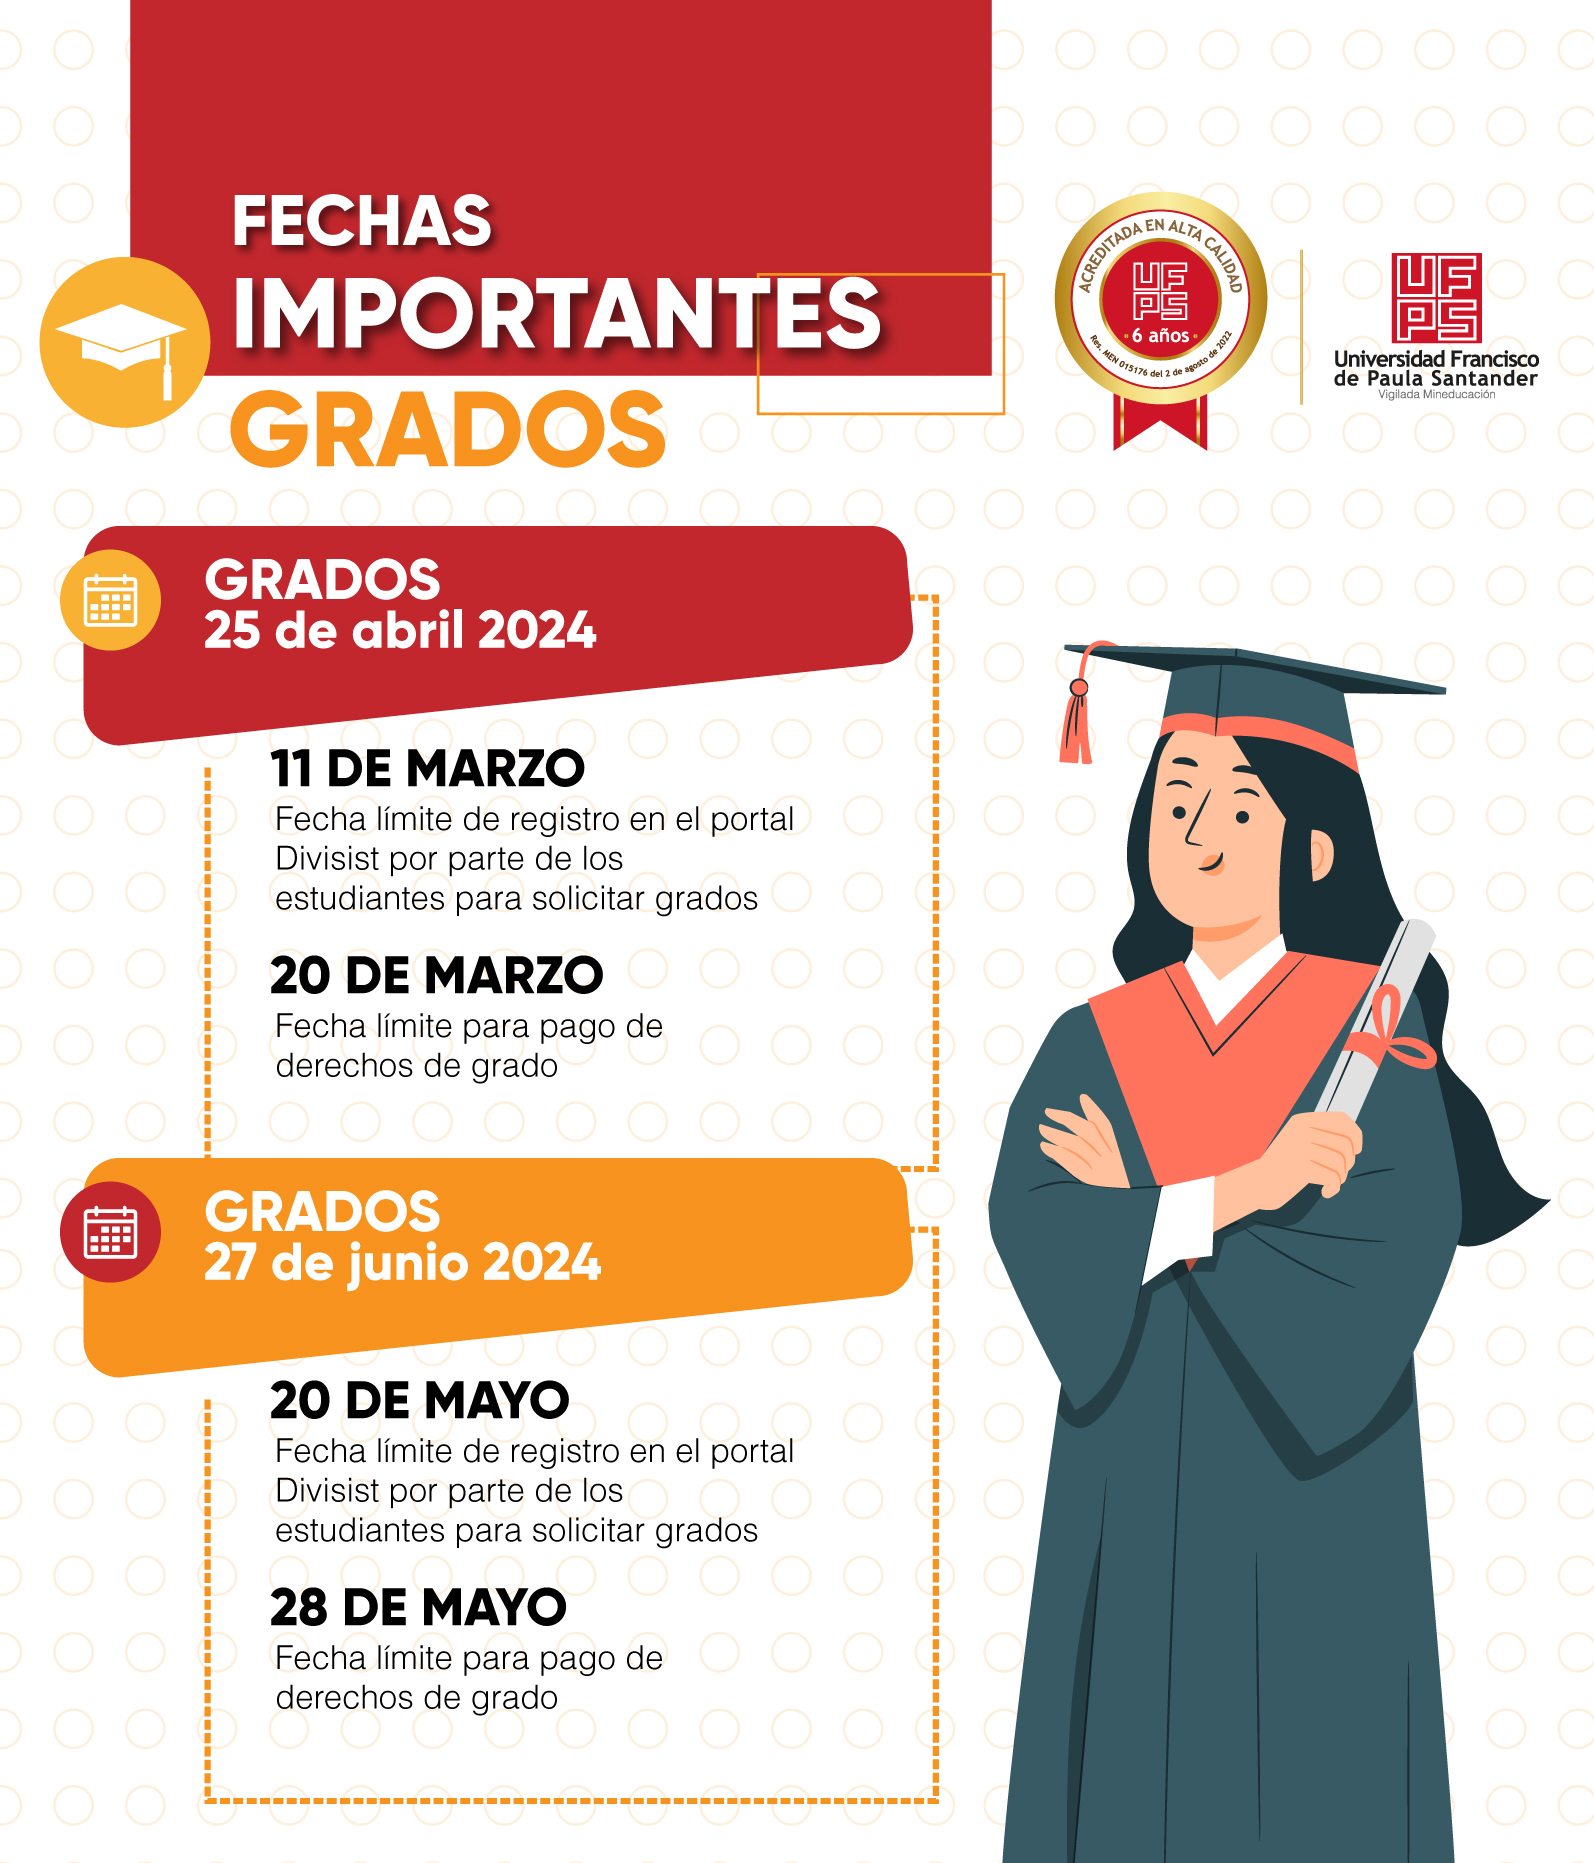 FECHAS
IMPORTANTES
GRADOS
ACREDITADA EN ALTA CALIDAD
UF
PS
6 años
Res. MEN 015176 del 2 de agosto de 2022
UF
PS
Universidad Francisco
de Paula Santander
Vigilada Mineducación
GRADOS
25 de abril 2024
11 DE MARZO
Fecha límite de registro en el portal
Divisist por parte de los
estudiantes para solicitar grados
20 DE MARZO
Fecha límite para pago de
derechos de grado
GRADOS
27 de junio 2024
20 DE MAYO
Fecha límite de registro en el portal
Divisist por parte de los
estudiantes para solicitar grados
28 DE MAYO
Fecha límite para pago de
derechos de grado